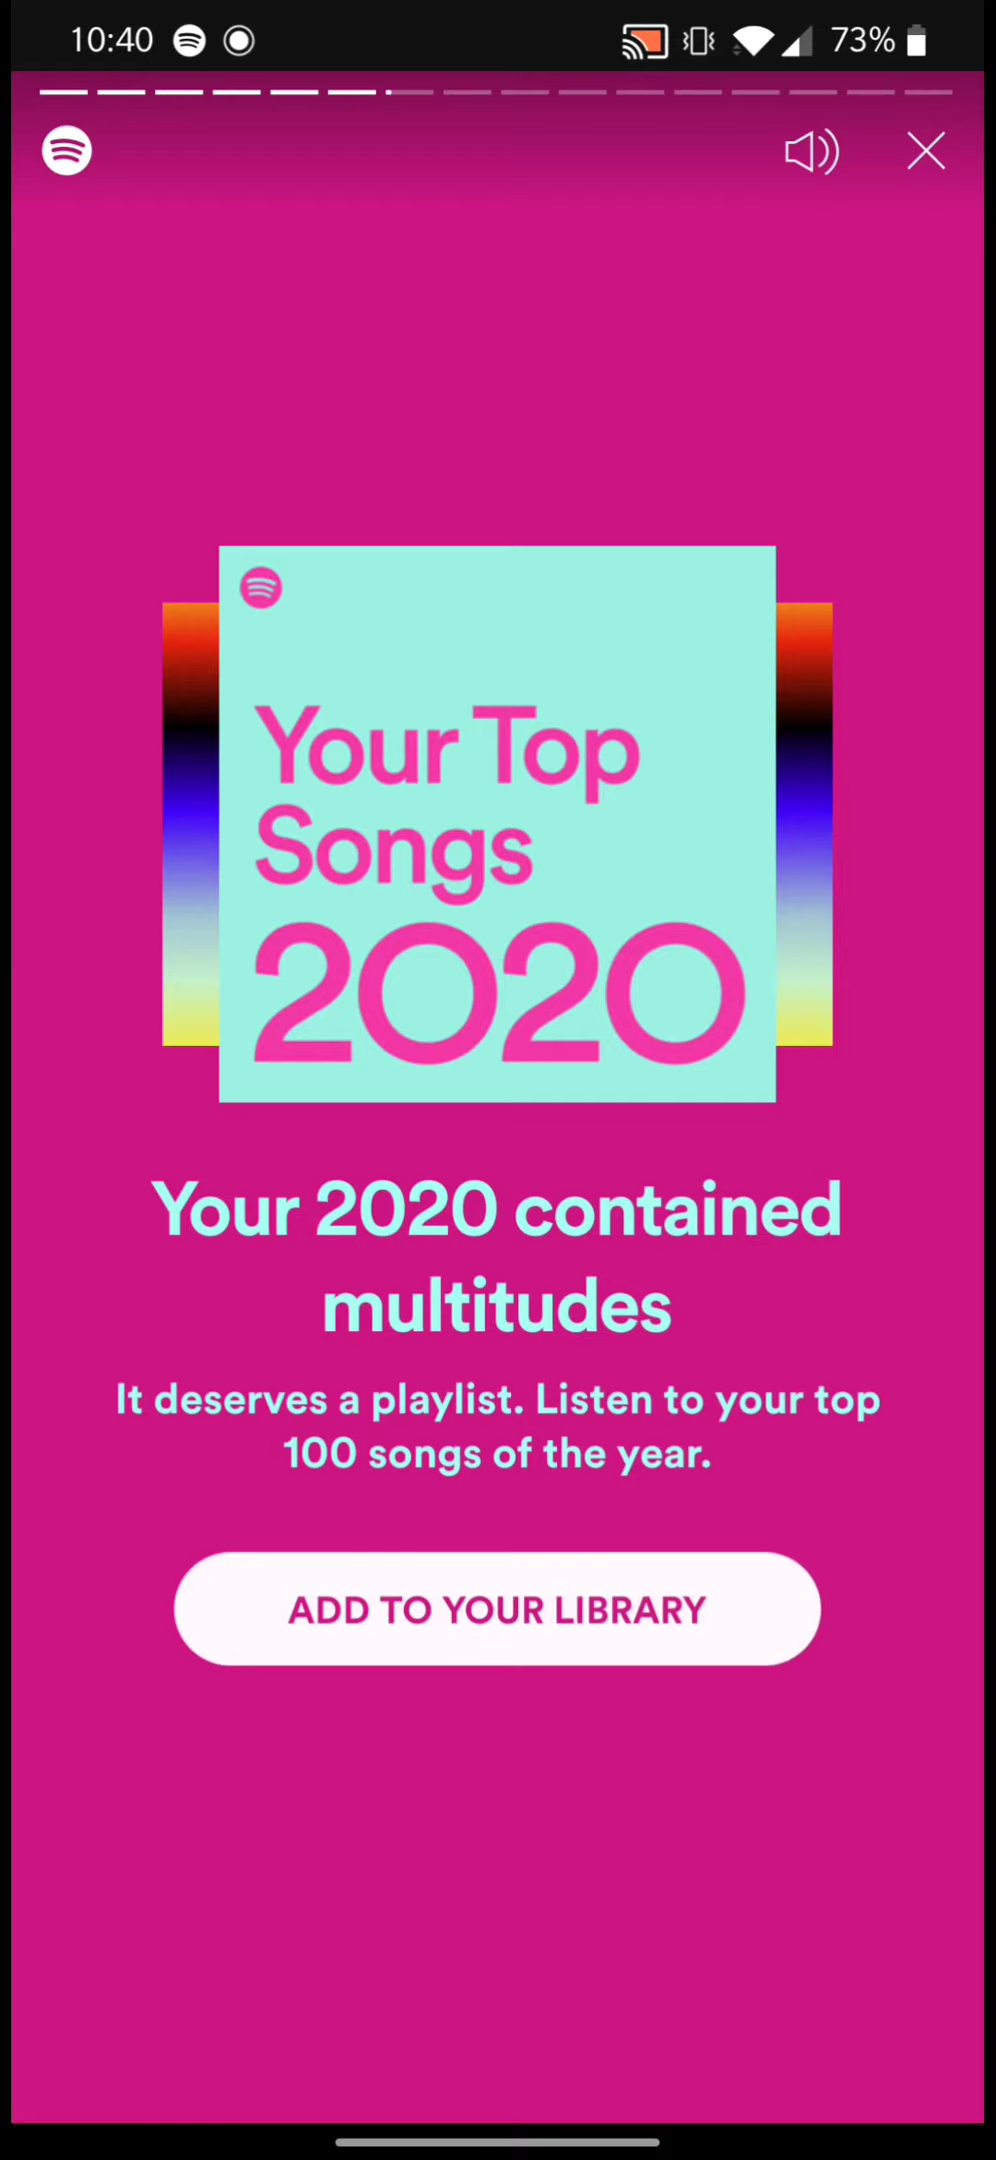 10:40 73%
Your Top
Songs
2020
Your 2020 contained
multitudes
It deserves a playlist. Listen to your top
100 songs of the year.
ADD TO YOUR LIBRARY